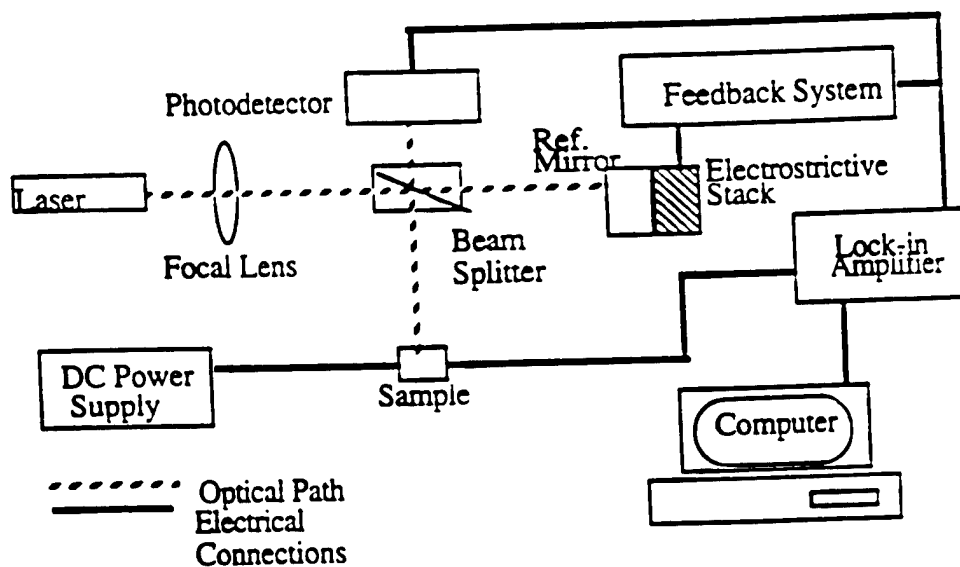 Photodetector
Feedback System
Ref.
Mirror
Electrostrictive
Stack
Laser
Focal Lens
Beam
Splitter
Lock-in
Amplifier
DC Power
Supply
Sample
Computer
Optical Path
Electrical
Connections